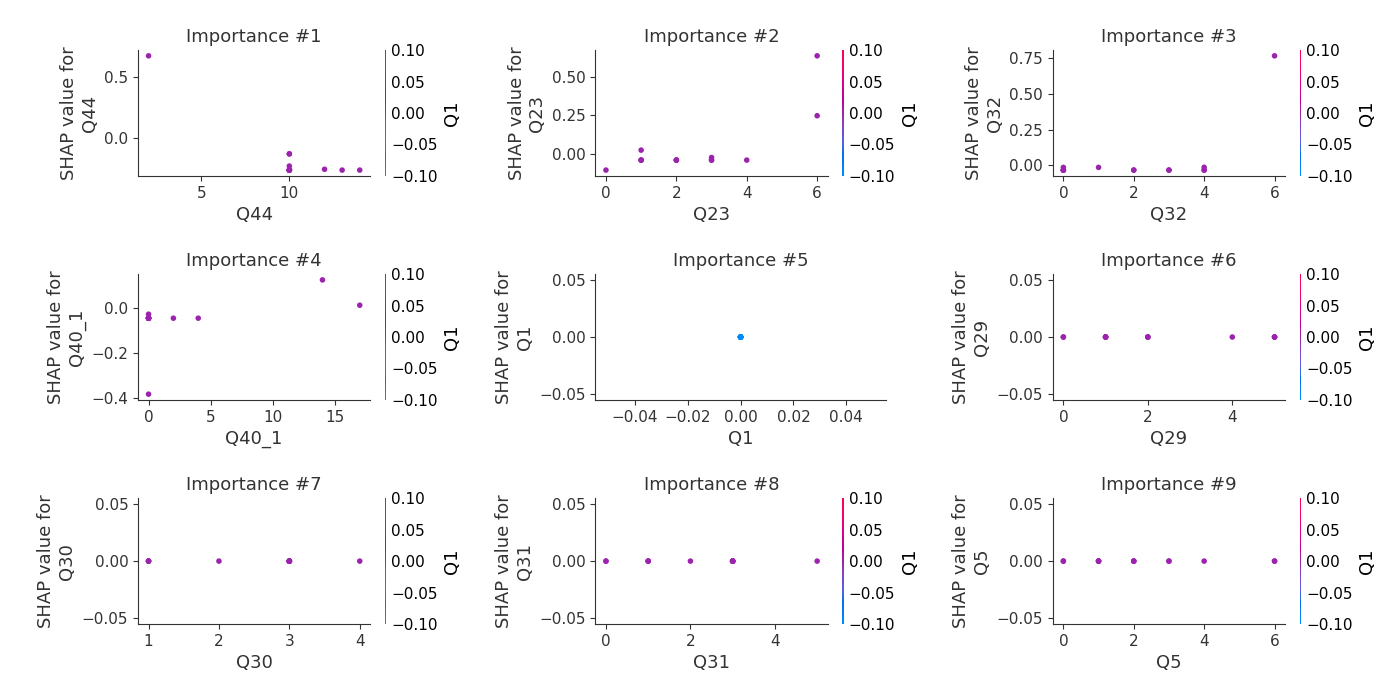 Importance #1
SHAP value for
Q44
0.5
0.0
5
10
Q44
0.10
0.05
0.00
−0.05
−0.10
Q1
Importance #2
SHAP value for
Q23
0.50
0.25
0.00
0
2
4
6
Q23
0.10
0.05
0.00
−0.05
−0.10
Q1
Importance #3
SHAP value for
Q32
0.75
0.50
0.25
0.00
0
2
4
6
Q32
0.10
0.05
0.00
−0.05
−0.10
Q1
Importance #4
SHAP value for
Q40_1
0.0
−0.2
−0.4
0
5
10
15
Q40_1
0.10
0.05
0.00
−0.05
−0.10
Q1
Importance #5
SHAP value for
Q1
0.05
0.00
−0.05
−0.04
−0.02
0.00
0.02
0.04
Q1
Importance #6
SHAP value for
Q29
0.05
0.00
−0.05
0
2
4
Q29
0.10
0.05
0.00
−0.05
−0.10
Q1
Importance #7
SHAP value for
Q30
0.05
0.00
−0.05
1
2
3
4
Q30
0.10
0.05
0.00
−0.05
−0.10
Q1
Importance #8
SHAP value for
Q31
0.05
0.00
−0.05
0
2
4
Q31
0.10
0.05
0.00
−0.05
−0.10
Q1
Importance #9
SHAP value for
Q5
0.05
0.00
−0.05
0
2
4
6
Q5
0.10
0.05
0.00
−0.05
−0.10
Q1